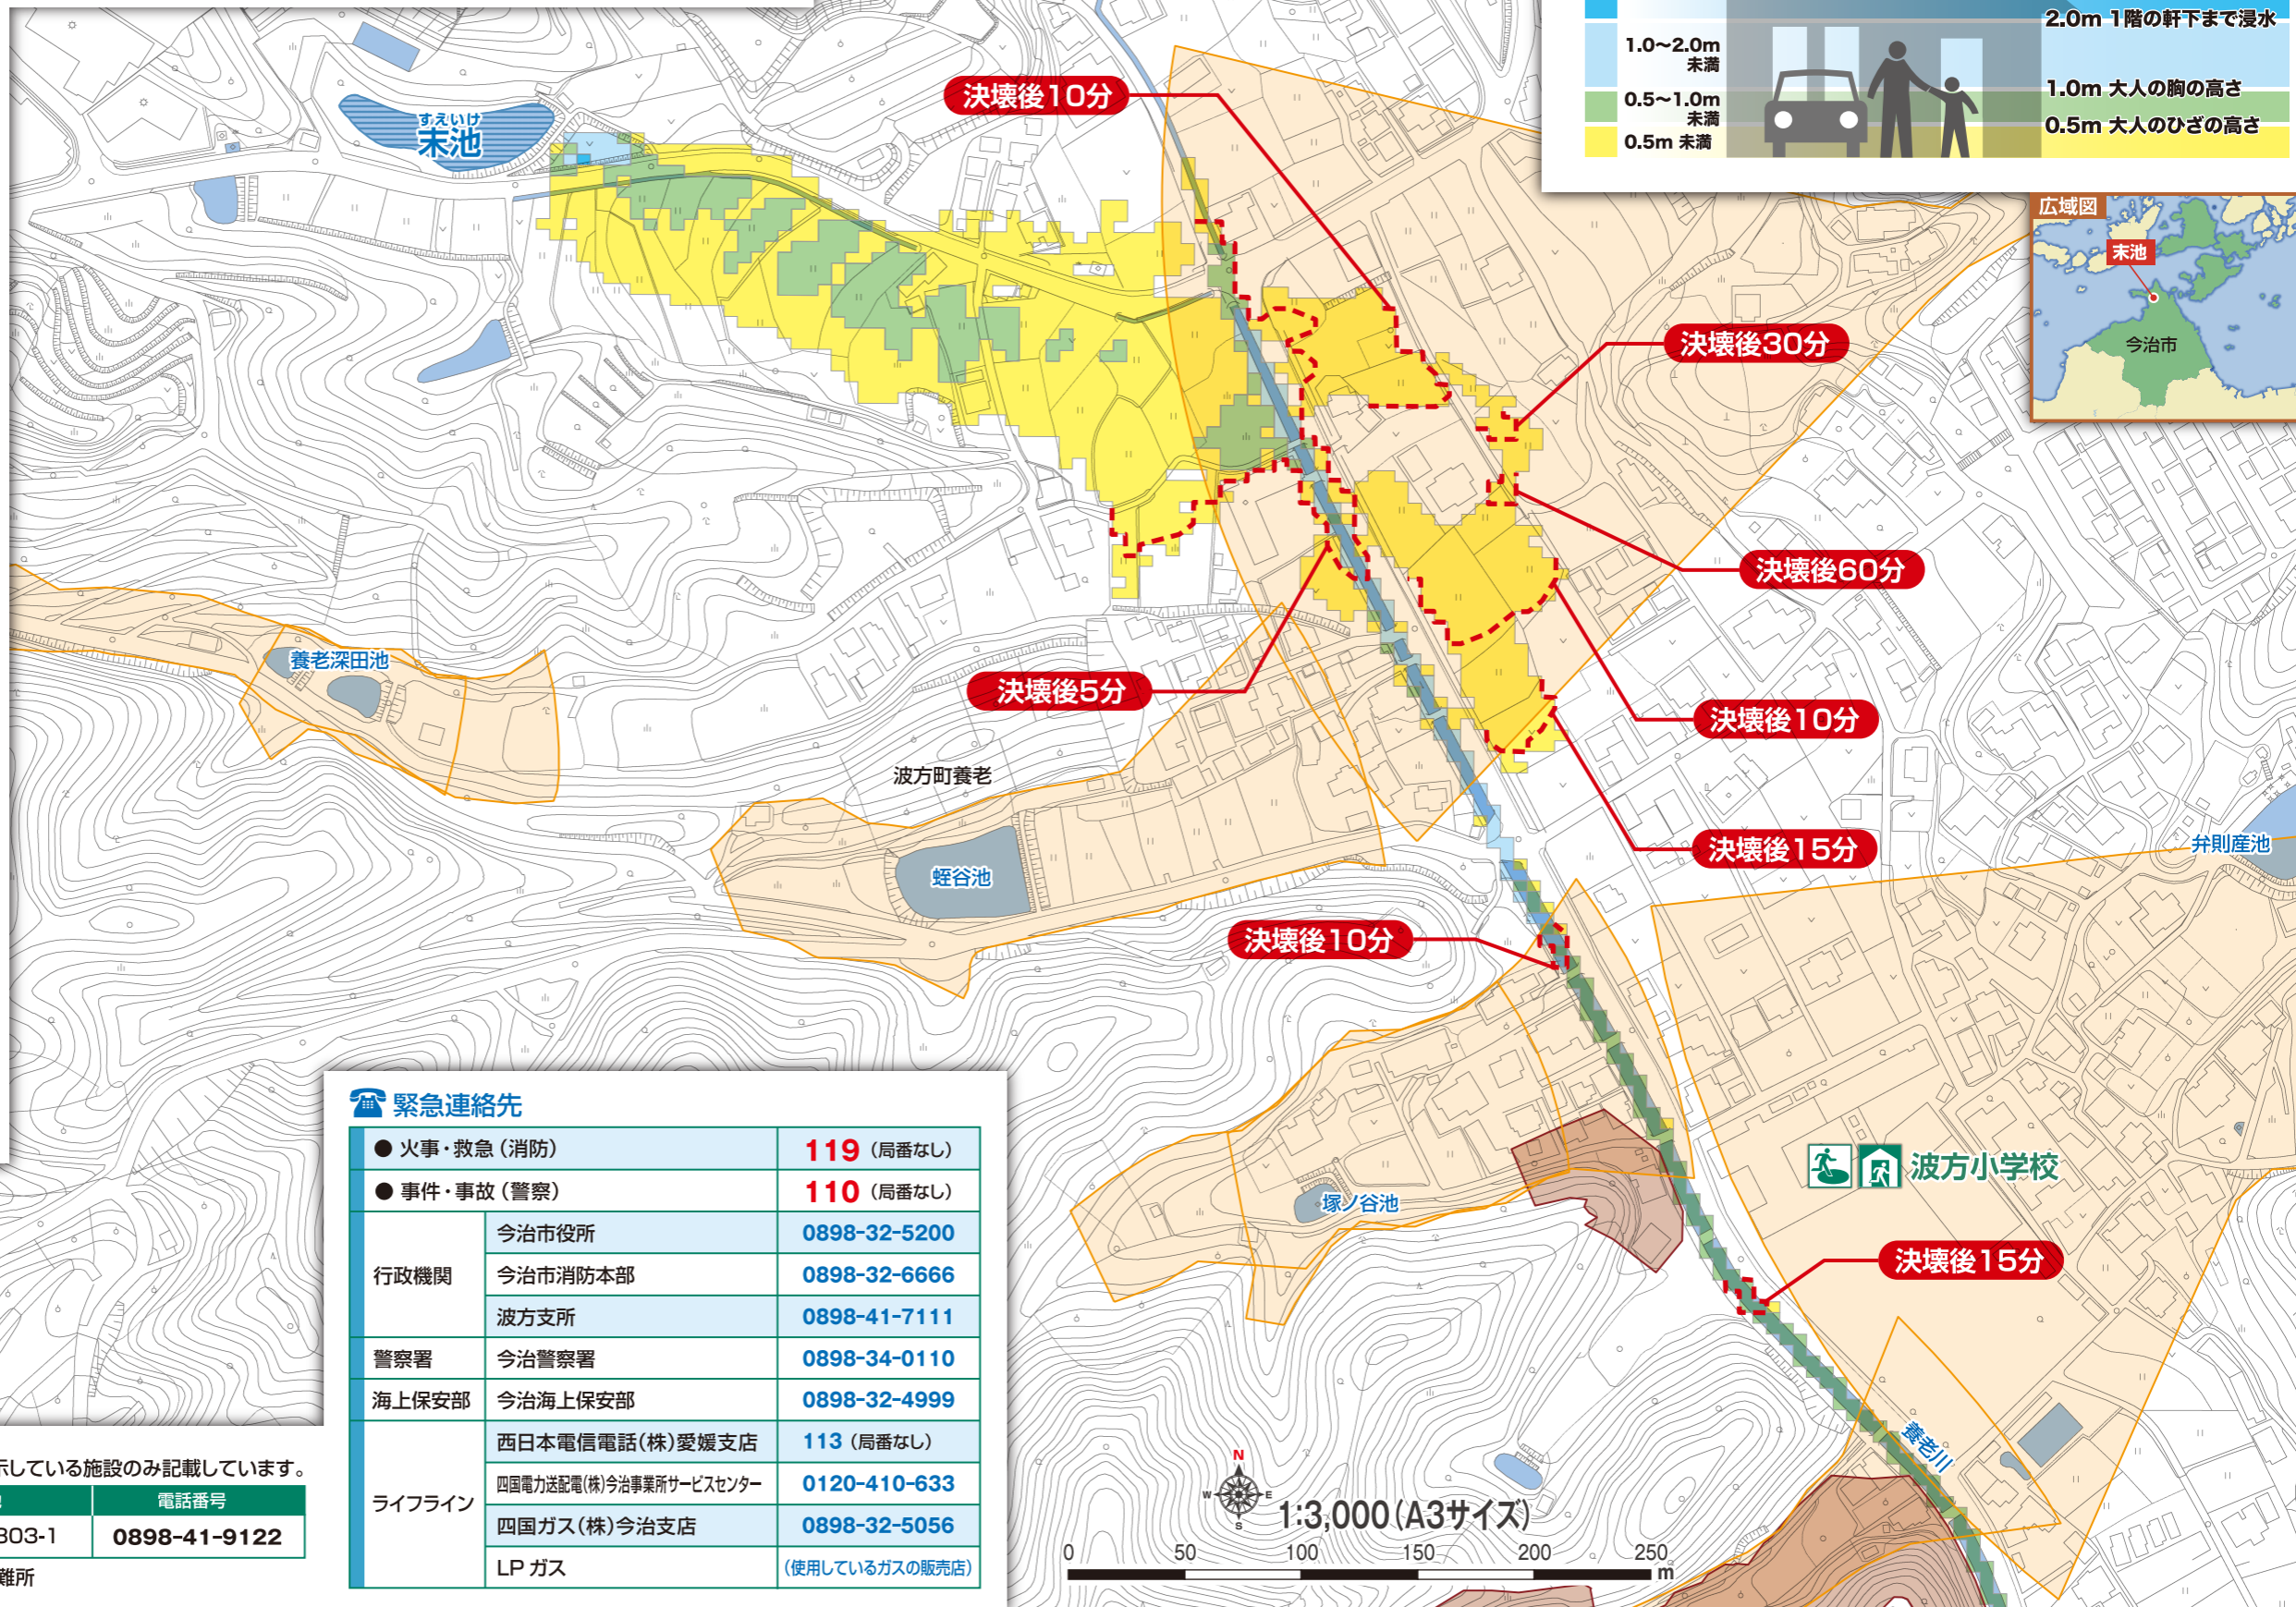 2.0m 1階の軒下まで浸水
1.0〜2.0m
未満
1.0m 大人の胸の高さ
0.5〜1.0m
未満
0.5m 大人のひざの高さ
0.5m 未満
広域図
末池
今治市
すえいけ
末池
決壊後10分
決壊後30分
決壊後60分
決壊後5分
決壊後10分
決壊後15分
決壊後10分
決壊後15分
養老深田池
波方町養老
蛭谷池
弁則産池
塚ノ谷池
波方小学校
養老川
緊急連絡先
● 火事・救急（消防） 119（局番なし）
● 事件・事故（警察） 110（局番なし）
行政機関
今治市役所 0898-32-5200
今治市消防本部 0898-32-6666
波方支所 0898-41-7111
警察署 今治警察署 0898-34-0110
海上保安部 今治海上保安部 0898-32-4999
ライフライン
西日本電信電話（株）愛媛支店 113（局番なし）
四国電力送配電（株）今治事業所サービスセンター 0120-410-633
四国ガス（株）今治支店 0898-32-5056
LPガス （使用しているガスの販売店）
している施設のみ記載しています。
電話番号
303-1 0898-41-9122
難所
N
W E
S
1:3,000（A3サイズ）
0 50 100 150 200 250
m